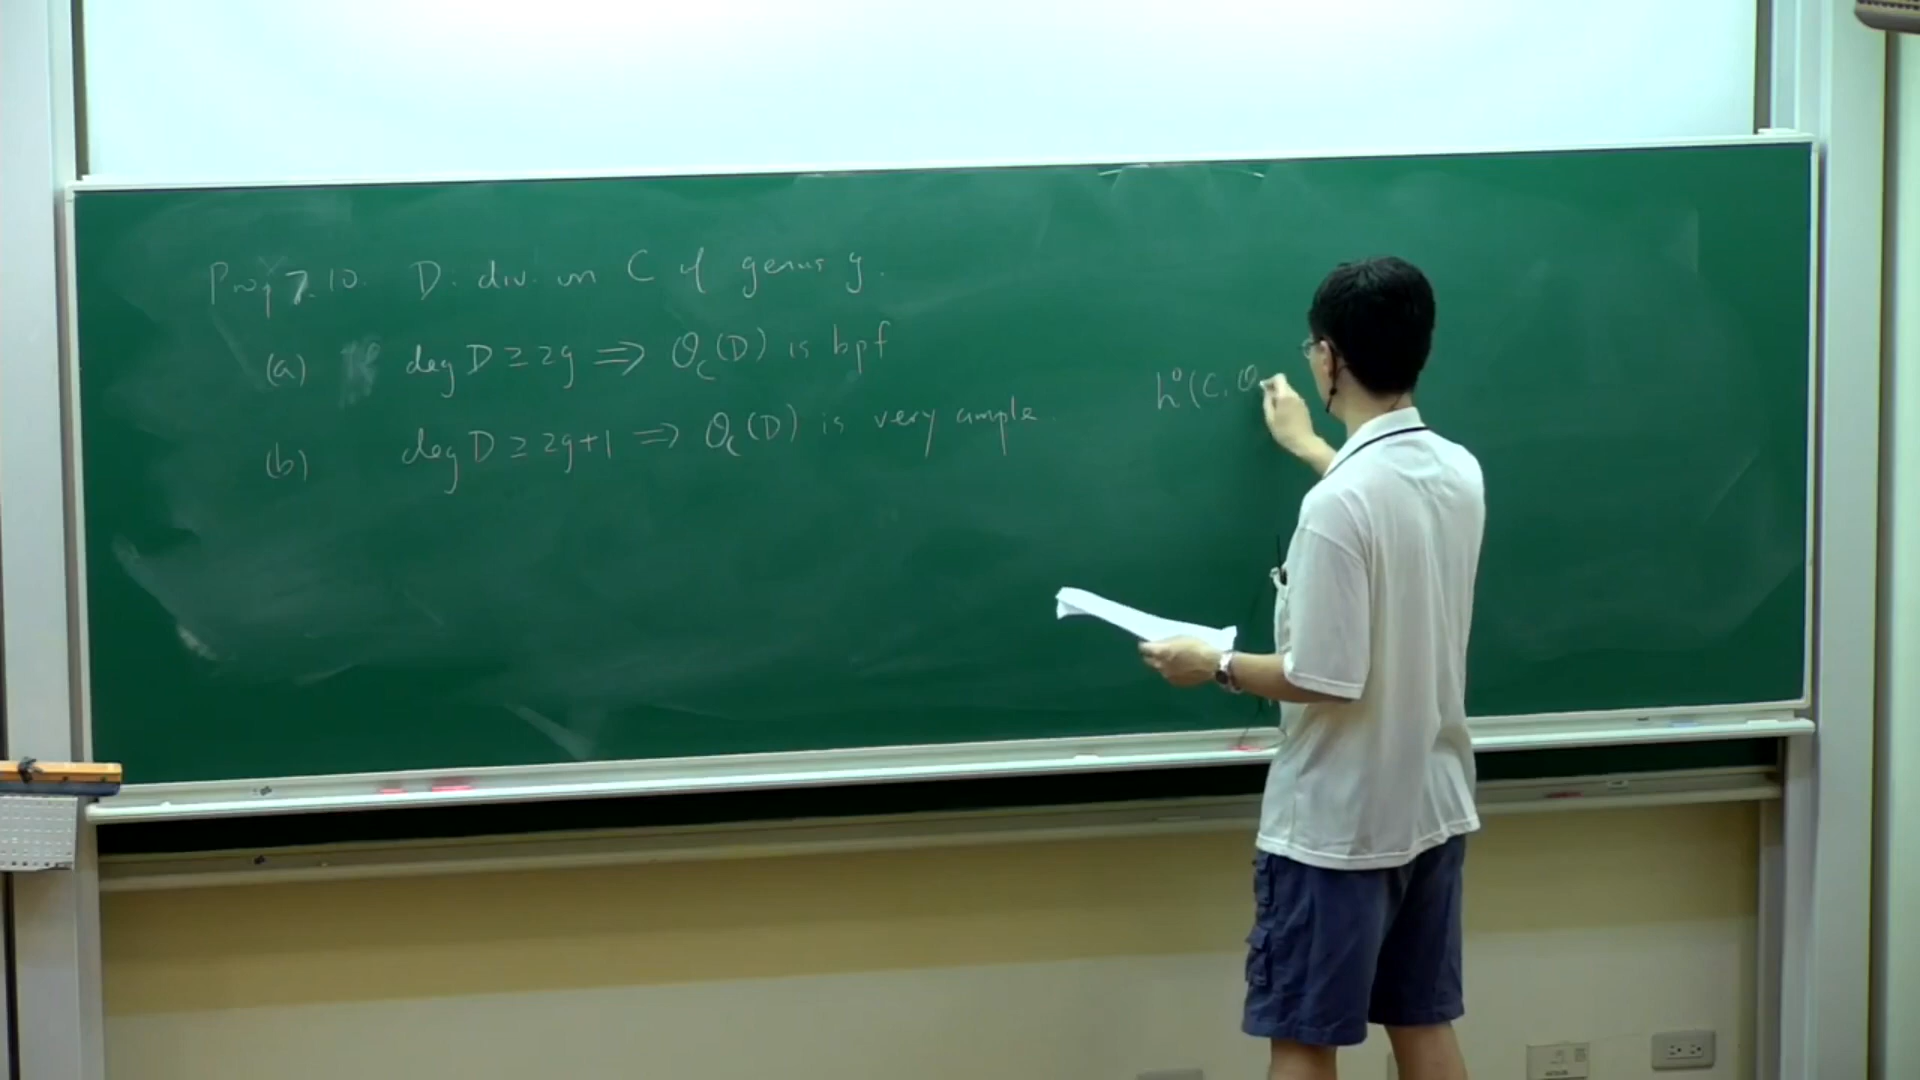 Prop 7.10. D: div. on C of genus g.
(a) deg D ≥ 2g ⟹ O_C(D) is bpf
(b) deg D ≥ 2g+1 ⟹ O_C(D) is very ample.
h⁰(C, O